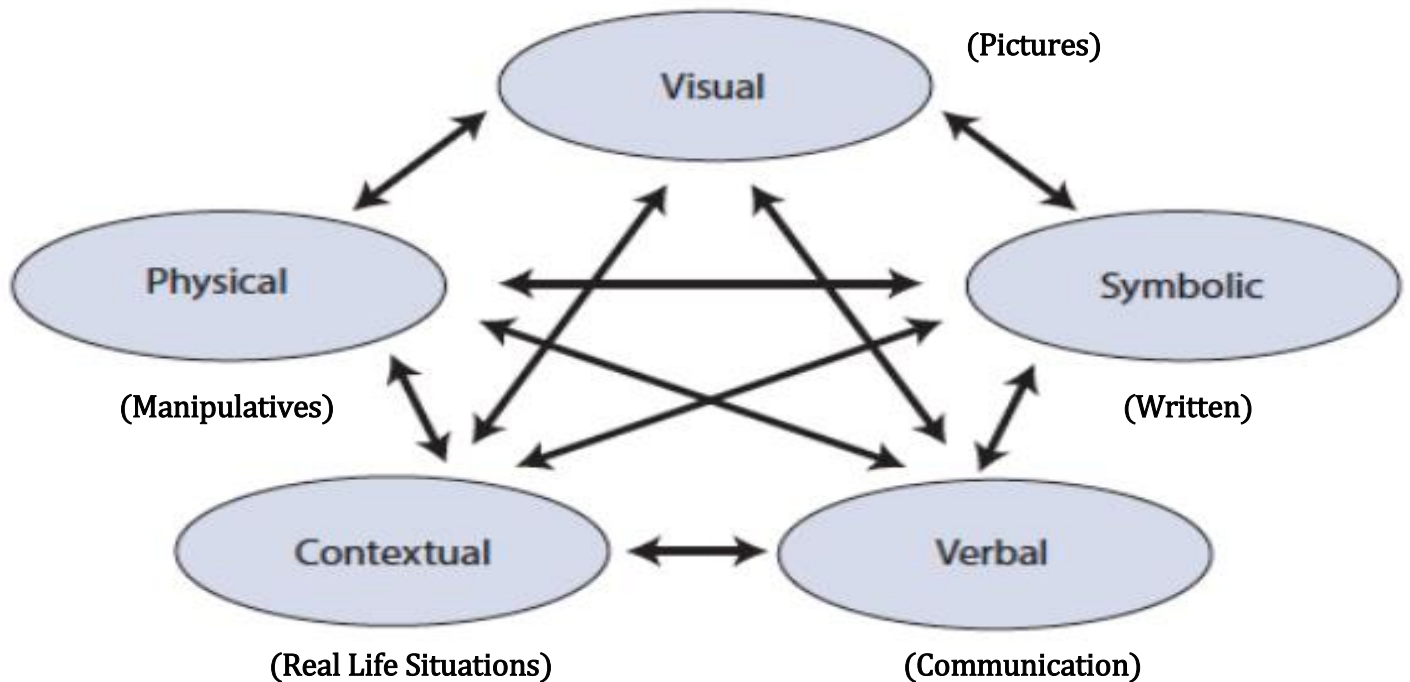 Visual
(Pictures)
Physical
(Manipulatives)
Symbolic
(Written)
Contextual
(Real Life Situations)
Verbal
(Communication)